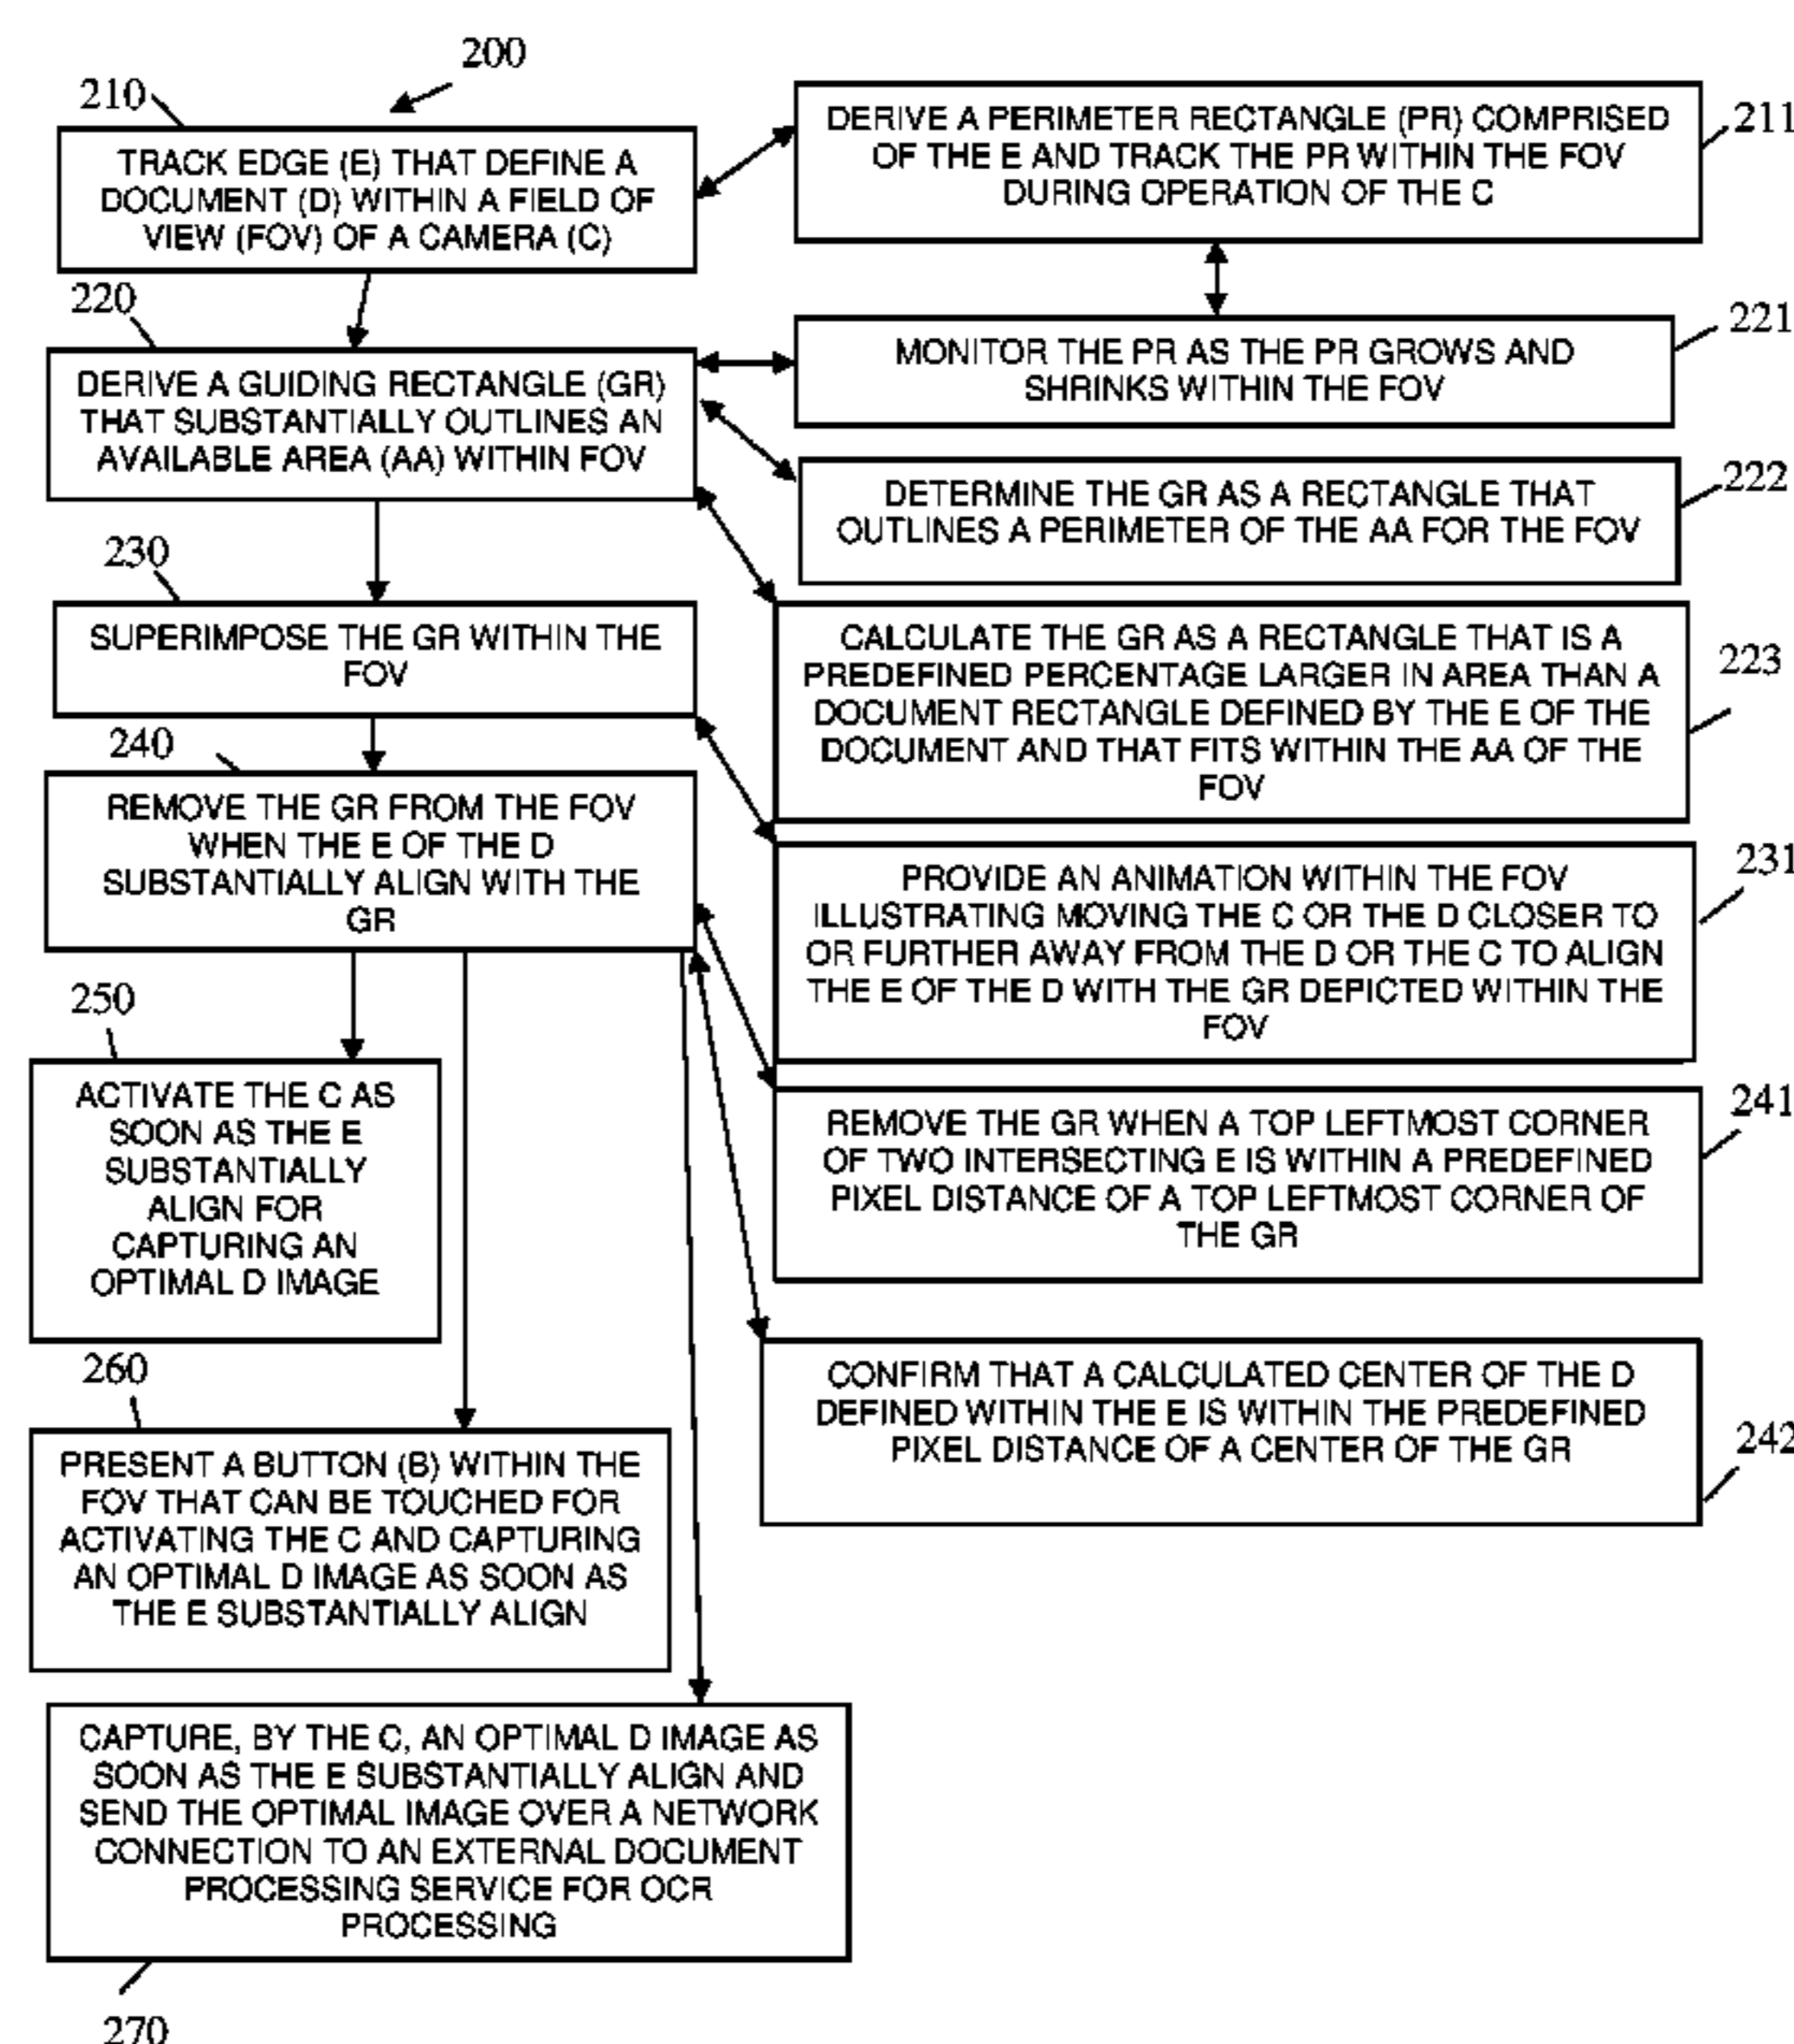 200
210
TRACK EDGE (E) THAT DEFINE A
DOCUMENT (D) WITHIN A FIELD OF
VIEW (FOV) OF A CAMERA (C)
DERIVE A PERIMETER RECTANGLE (PR) COMPRISED
OF THE E AND TRACK THE PR WITHIN THE FOV
DURING OPERATION OF THE C
211
220
DERIVE A GUIDING RECTANGLE (GR)
THAT SUBSTANTIALLY OUTLINES AN
AVAILABLE AREA (AA) WITHIN FOV
MONITOR THE PR AS THE PR GROWS AND
SHRINKS WITHIN THE FOV
221
DETERMINE THE GR AS A RECTANGLE THAT
OUTLINES A PERIMETER OF THE AA FOR THE FOV
222
230
SUPERIMPOSE THE GR WITHIN THE
FOV
CALCULATE THE GR AS A RECTANGLE THAT IS A
PREDEFINED PERCENTAGE LARGER IN AREA THAN A
DOCUMENT RECTANGLE DEFINED BY THE E OF THE
DOCUMENT AND THAT FITS WITHIN THE AA OF THE
FOV
223
240
REMOVE THE GR FROM THE FOV
WHEN THE E OF THE D
SUBSTANTIALLY ALIGN WITH THE
GR
PROVIDE AN ANIMATION WITHIN THE FOV
ILLUSTRATING MOVING THE C OR THE D CLOSER TO
OR FURTHER AWAY FROM THE D OR THE C TO ALIGN
THE E OF THE D WITH THE GR DEPICTED WITHIN THE
FOV
231
250
ACTIVATE THE C AS
SOON AS THE E
SUBSTANTIALLY
ALIGN FOR
CAPTURING AN
OPTIMAL D IMAGE
REMOVE THE GR WHEN A TOP LEFTMOST CORNER
OF TWO INTERSECTING E IS WITHIN A PREDEFINED
PIXEL DISTANCE OF A TOP LEFTMOST CORNER OF
THE GR
241
260
PRESENT A BUTTON (B) WITHIN THE
FOV THAT CAN BE TOUCHED FOR
ACTIVATING THE C AND CAPTURING
AN OPTIMAL D IMAGE AS SOON AS
THE E SUBSTANTIALLY ALIGN
CONFIRM THAT A CALCULATED CENTER OF THE D
DEFINED WITHIN THE E IS WITHIN THE PREDEFINED
PIXEL DISTANCE OF A CENTER OF THE GR
242
CAPTURE, BY THE C, AN OPTIMAL D IMAGE AS
SOON AS THE E SUBSTANTIALLY ALIGN AND
SEND THE OPTIMAL IMAGE OVER A NETWORK
CONNECTION TO AN EXTERNAL DOCUMENT
PROCESSING SERVICE FOR OCR
PROCESSING
270